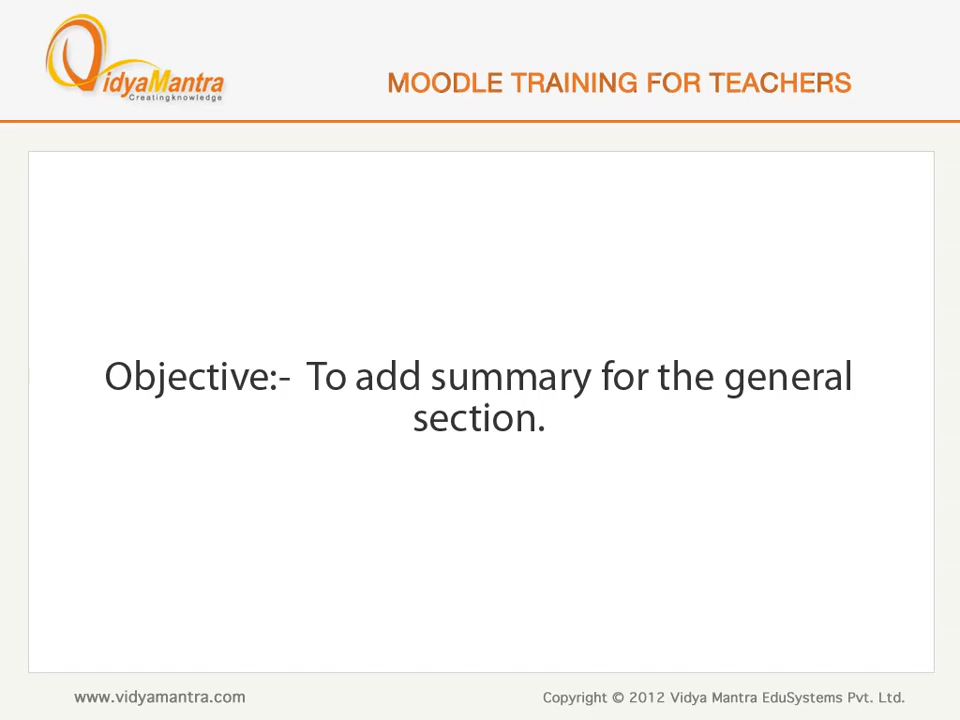 VidyaMantra
Creatingknowledge
MOODLE TRAINING FOR TEACHERS
Objective:- To add summary for the general
section.
www.vidyamantra.com
Copyright © 2012 Vidya Mantra EduSystems Pvt. Ltd.